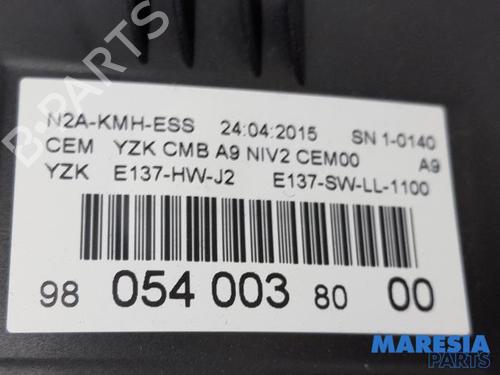 B-PARTS
N2A-KMH-ESS 24:04:2015 SN 1-0140
CEM YZK CMB A9 NIV2 CEM00 A9
YZK E137-HW-J2 E137-SW-LL-1100
98 054 003 80 00
MARESIA
PARTS